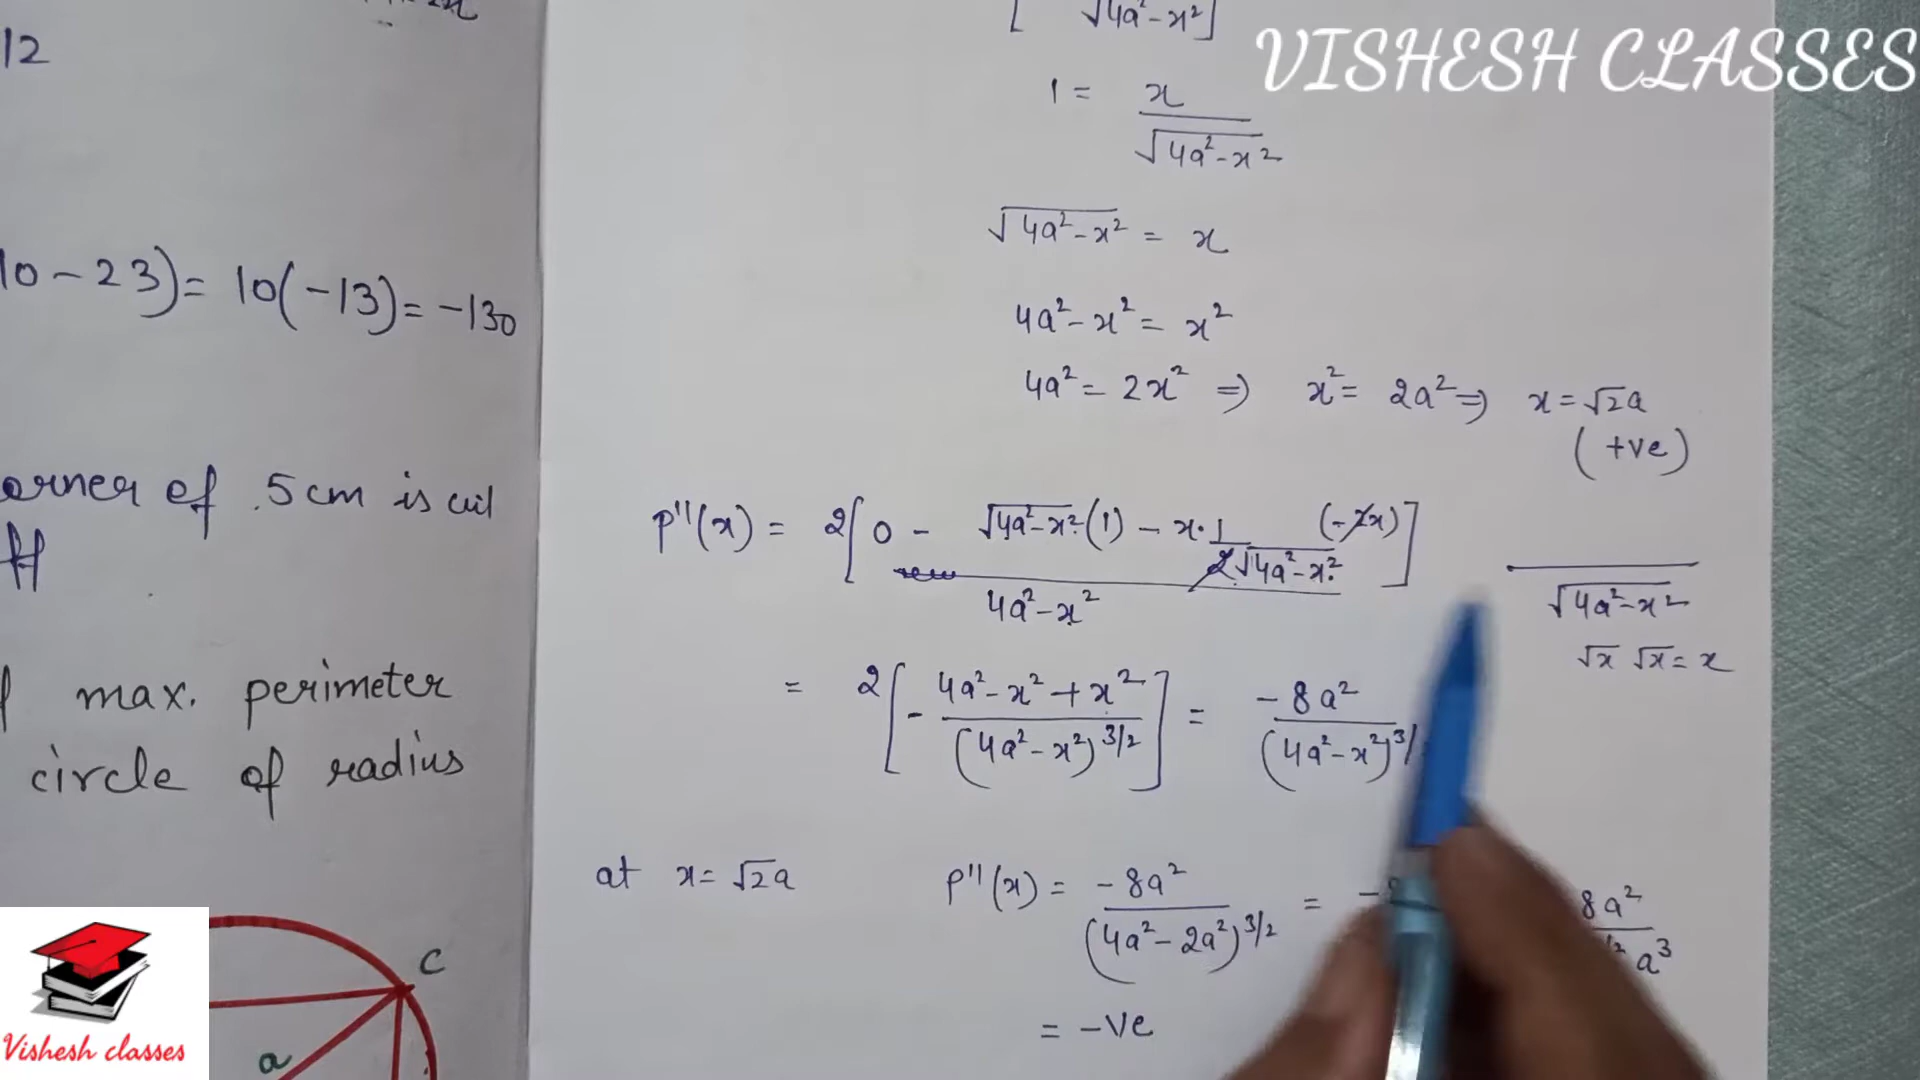 12
10 - 23) = 10(-13) = -130
orner of .5 cm is cut
ff
max. perimeter
circle of radius
C
a
Vishesh classes
VISHESH CLASSES
[ √4a²-x² ]
1 = x / √4a²-x²
√4a²-x² = x
4a²-x² = x²
4a² = 2x² ⇒ x² = 2a² ⇒ x = √2a
(+ve)
P''(x) = 2[ 0 - √4a²-x² (1) - x · 1 / 2√4a²-x² (-2x) / 4a²-x² ]
√4a²-x²
√x √x = x
= 2[ - 4a²-x²+x² / (4a²-x²)^3/2 ] = -8a² / (4a²-x²)^3/
at x = √2a P''(x) = -8a² / (4a²-2a²)^3/2 = -8 8a² / a³
= -ve